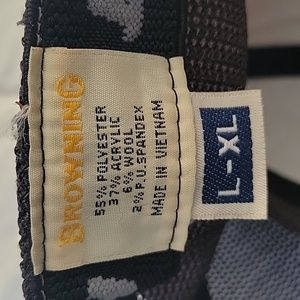 BROWNING
55% POLYESTER
37% ACRYLIC
6% WOOL
2% P.U.SPANDEX
MADE IN VIETNAM
L-XL